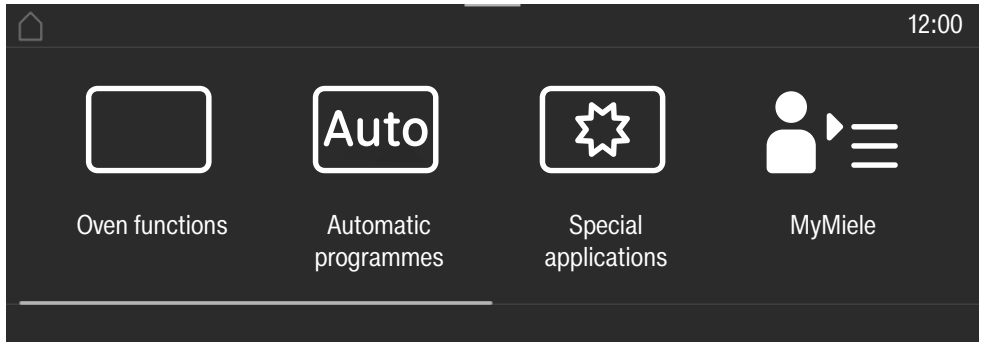 12:00
Auto
Oven functions
Automatic
programmes
Special
applications
MyMiele